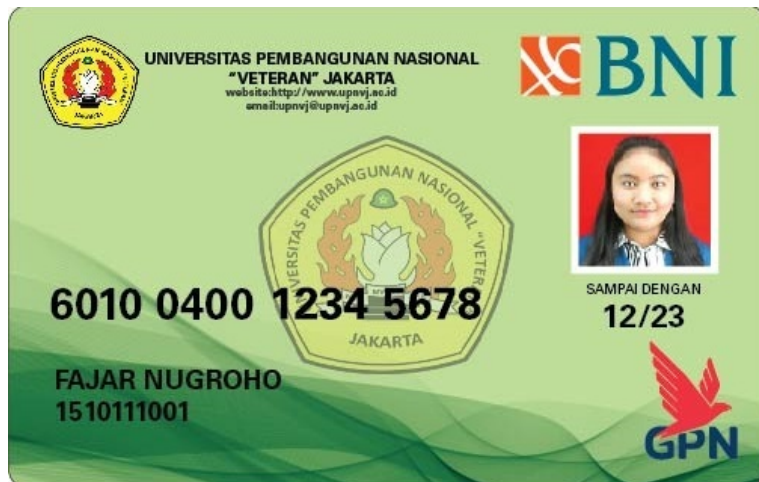 UNIVERSITAS PEMBANGUNAN NASIONAL
"VETERAN" JAKARTA
website:http://www.upnvj.ac.id
email:upnvj@upnvj.ac.id
BNI
UNIVERSITAS PEMBANGUNAN NASIONAL "VETERAN"
JAKARTA
6010 0400 1234 5678
SAMPAI DENGAN
12/23
FAJAR NUGROHO
1510111001
GPN